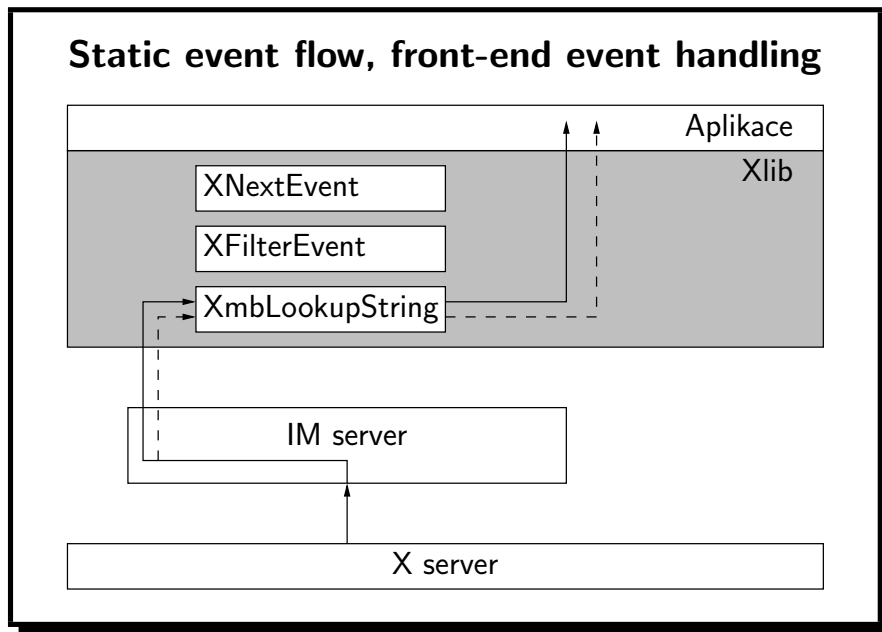 Static event flow, front-end event handling
Aplikace
Xlib
XNextEvent
XFilterEvent
XmbLookupString
IM server
X server